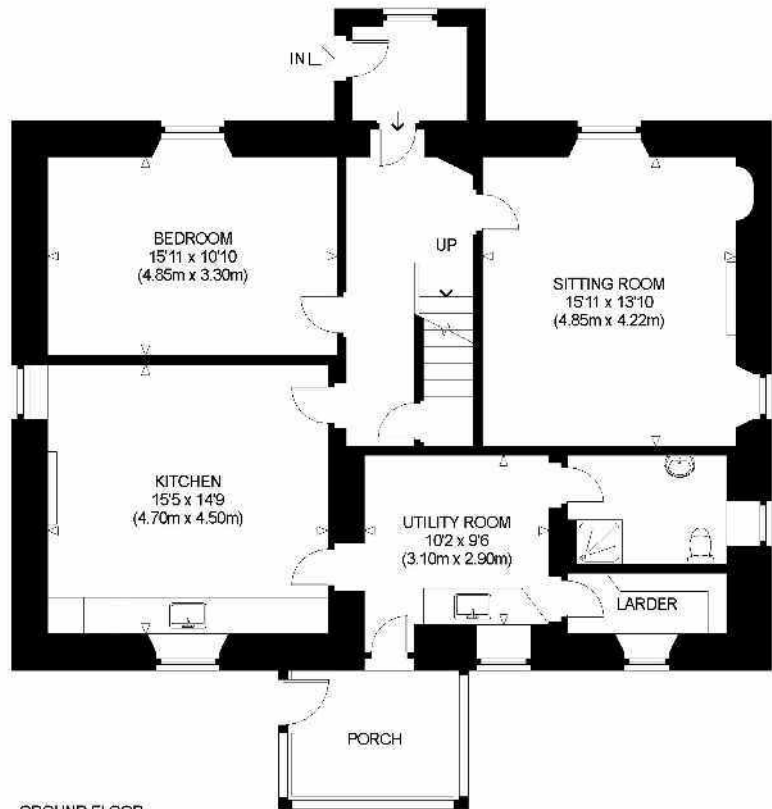 IN
BEDROOM
15'11 x 10'10
(4.85m x 3.30m)
UP
SITTING ROOM
15'11 x 13'10
(4.85m x 4.22m)
KITCHEN
15'5 x 14'9
(4.70m x 4.50m)
UTILITY ROOM
10'2 x 9'6
(3.10m x 2.90m)
LARDER
PORCH
GROUND FLOOR